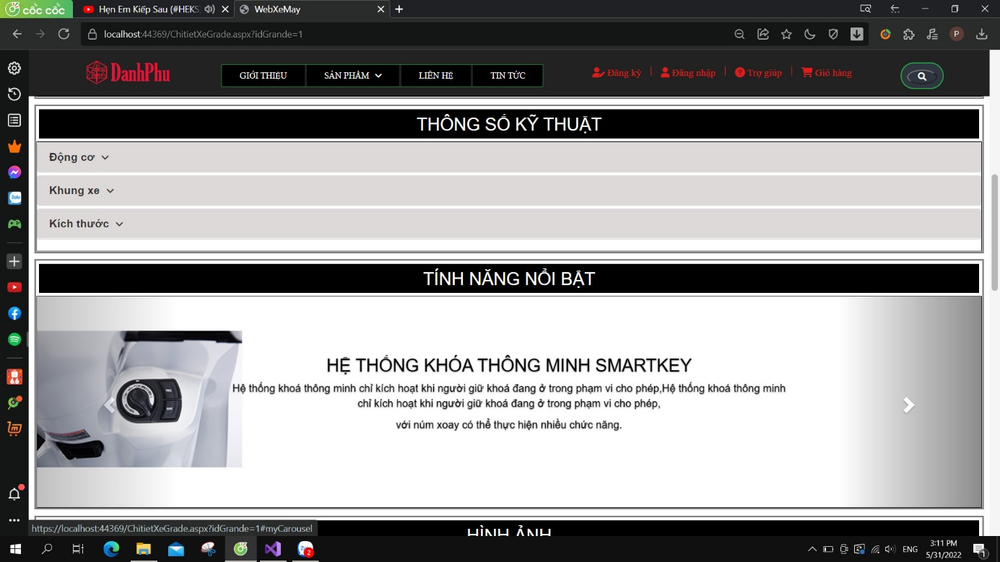 cốc cốc
Hẹn Em Kiếp Sau (#HEKS
WebXeMay
localhost:44369/ChitietXeGrade.aspx?idGrande=1
P
DanhPhu
GIỚI THIỆU SẢN PHẨM LIÊN HỆ TIN TỨC
Đăng ký Đăng nhập Trợ giúp Giỏ hàng
THÔNG SỐ KỸ THUẬT
Động cơ
Khung xe
Kích thước
TÍNH NĂNG NỔI BẬT
HỆ THỐNG KHÓA THÔNG MINH SMARTKEY
Hệ thống khoá thông minh chỉ kích hoạt khi người giữ khoá đang ở trong phạm vi cho phép,Hệ thống khoá thông minh
chỉ kích hoạt khi người giữ khoá đang ở trong phạm vi cho phép,
với núm xoay có thể thực hiện nhiều chức năng.
HÌNH ẢNH
https://localhost:44369/ChitietXeGrade.aspx?idGrande=1#myCarousel
Zalo
2
ENG
3:11 PM
5/31/2022
1